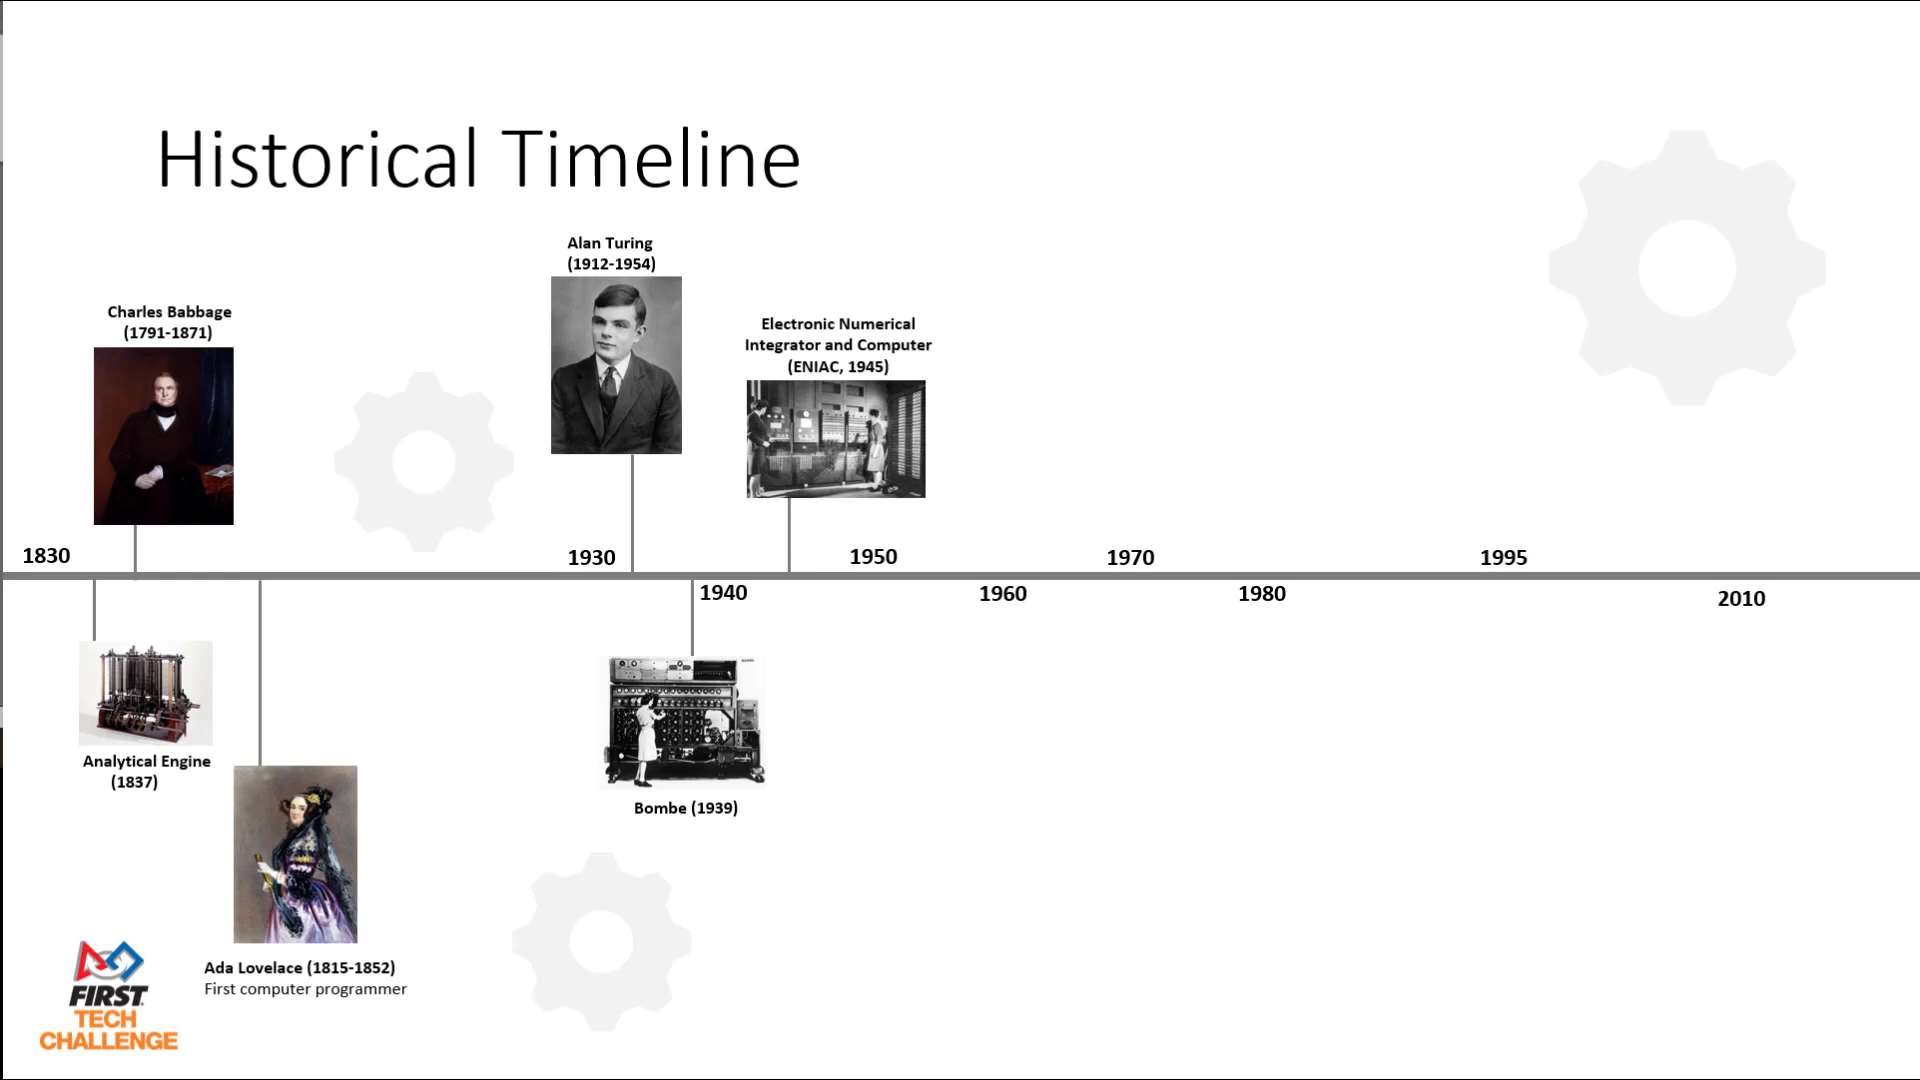 Historical Timeline
Alan Turing
(1912-1954)
Charles Babbage
(1791-1871)
Electronic Numerical
Integrator and Computer
(ENIAC, 1945)
1830
1930
1950
1970
1995
1940
1960
1980
2010
Analytical Engine
(1837)
Bombe (1939)
Ada Lovelace (1815-1852)
First computer programmer
FIRST
TECH
CHALLENGE